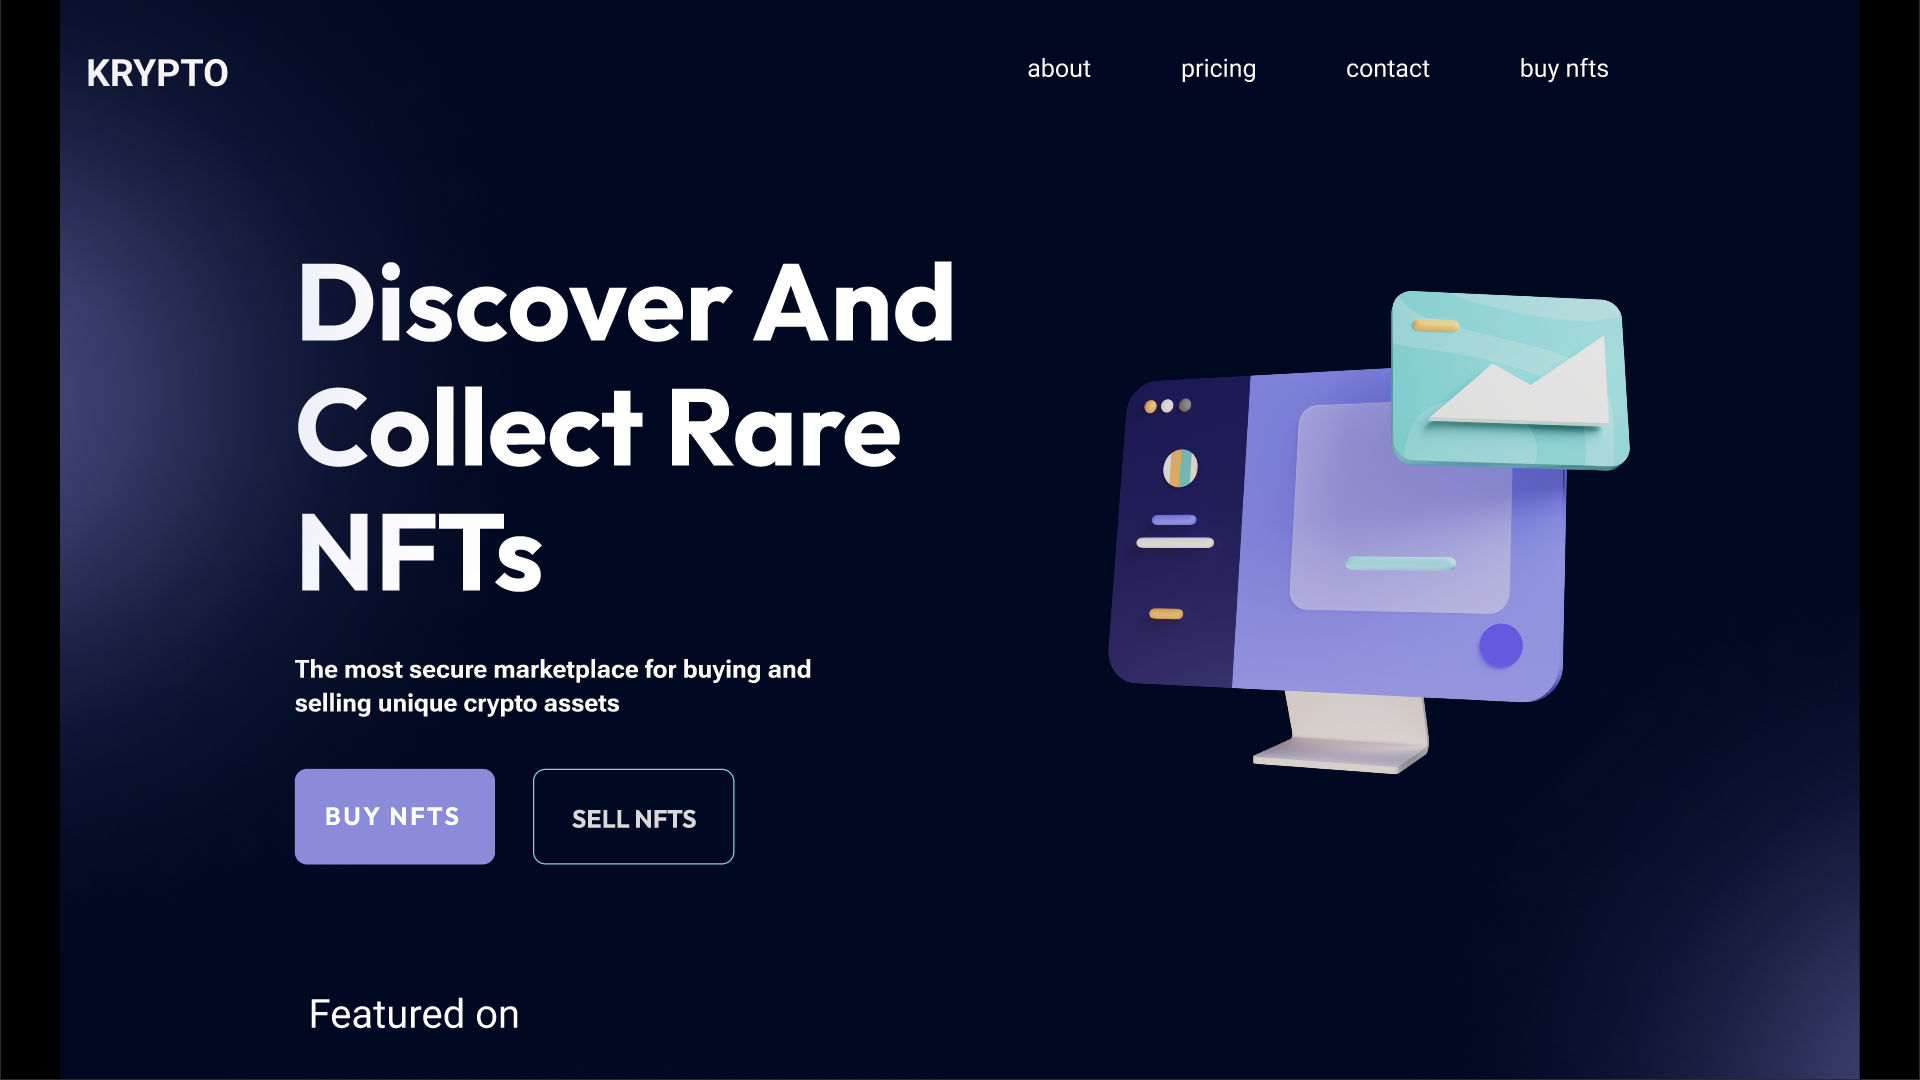 KRYPTO
about pricing contact buy nfts
Discover And
Collect Rare
NFTs
The most secure marketplace for buying and
selling unique crypto assets
BUY NFTS SELL NFTS
Featured on